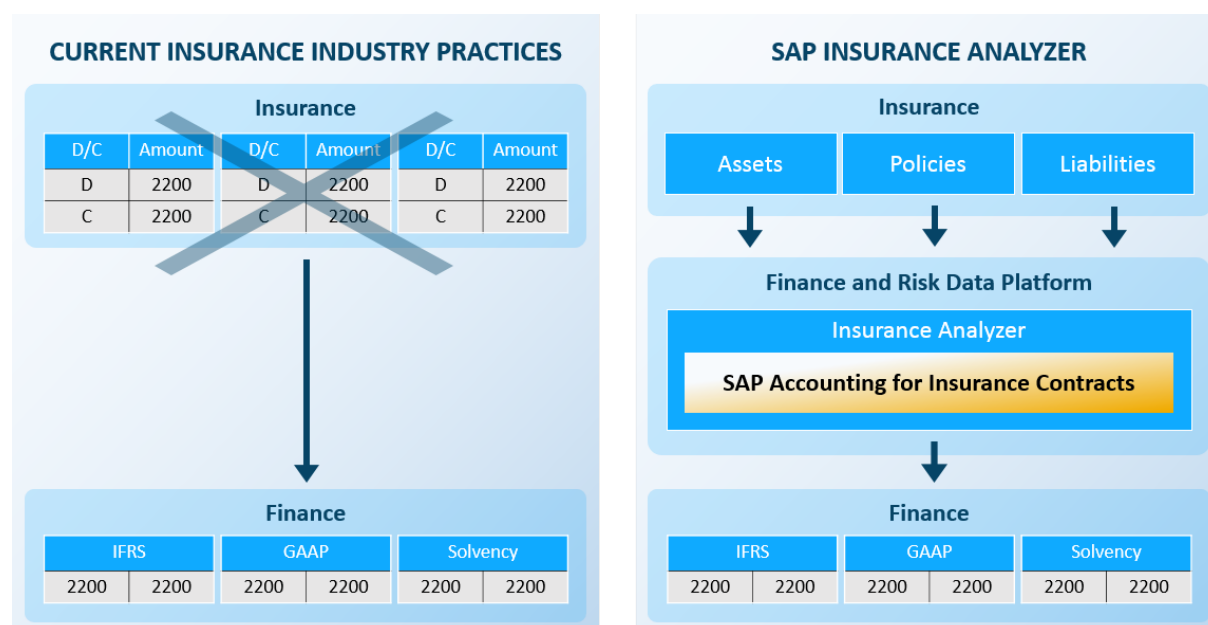 CURRENT INSURANCE INDUSTRY PRACTICES
Insurance
D/C Amount D/C Amount D/C Amount
D 2200 D 2200 D 2200
C 2200 C 2200 C 2200
Finance
IFRS GAAP Solvency
2200 2200 2200 2200 2200 2200
SAP INSURANCE ANALYZER
Insurance
Assets Policies Liabilities
Finance and Risk Data Platform
Insurance Analyzer
SAP Accounting for Insurance Contracts
Finance
IFRS GAAP Solvency
2200 2200 2200 2200 2200 2200